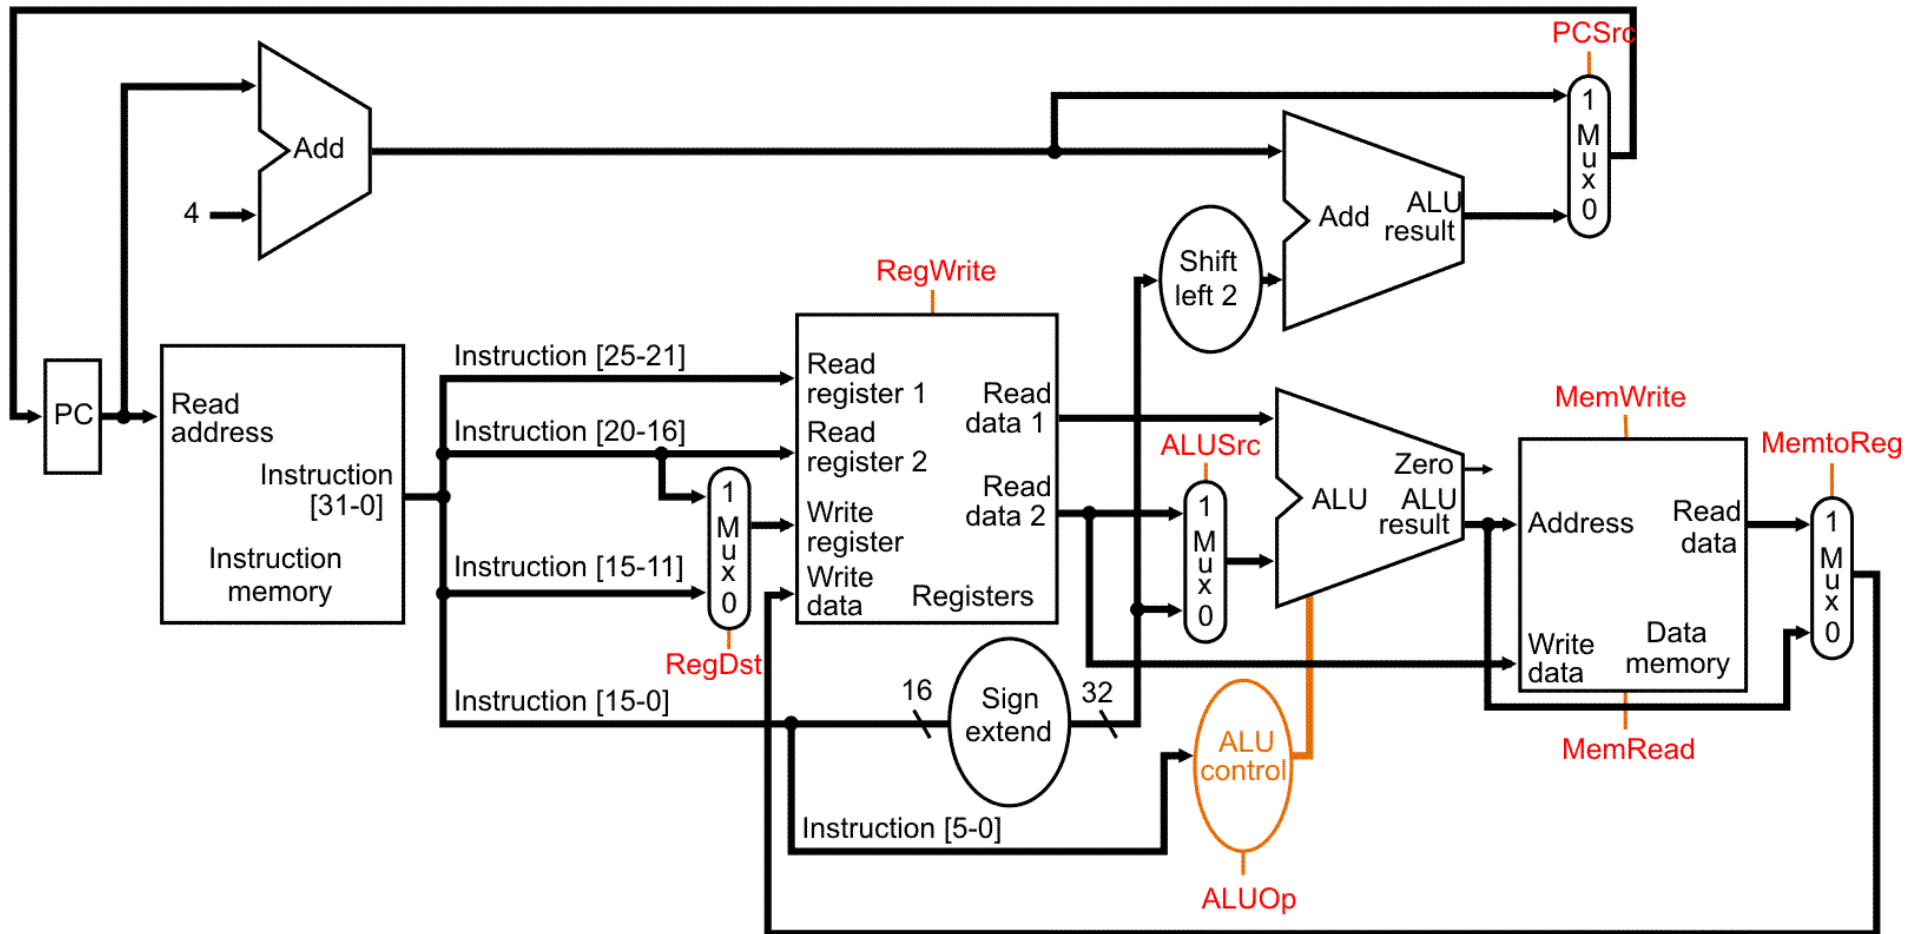 PCSrc
1
M
u
x
0
Add
4
Add
ALU
result
Shift
left 2
RegWrite
PC
Read
address
Instruction
[31-0]
Instruction
memory
Instruction [25-21]
Instruction [20-16]
Instruction [15-11]
Instruction [15-0]
Instruction [5-0]
1
M
u
x
0
RegDst
Read
register 1
Read
register 2
Write
register
Write
data
Read
data 1
Read
data 2
Registers
16
Sign
extend
32
ALUSrc
1
M
u
x
0
ALU
Zero
ALU
result
ALU
control
ALUOp
MemWrite
Address
Read
data
Write
data
Data
memory
MemRead
MemtoReg
1
M
u
x
0